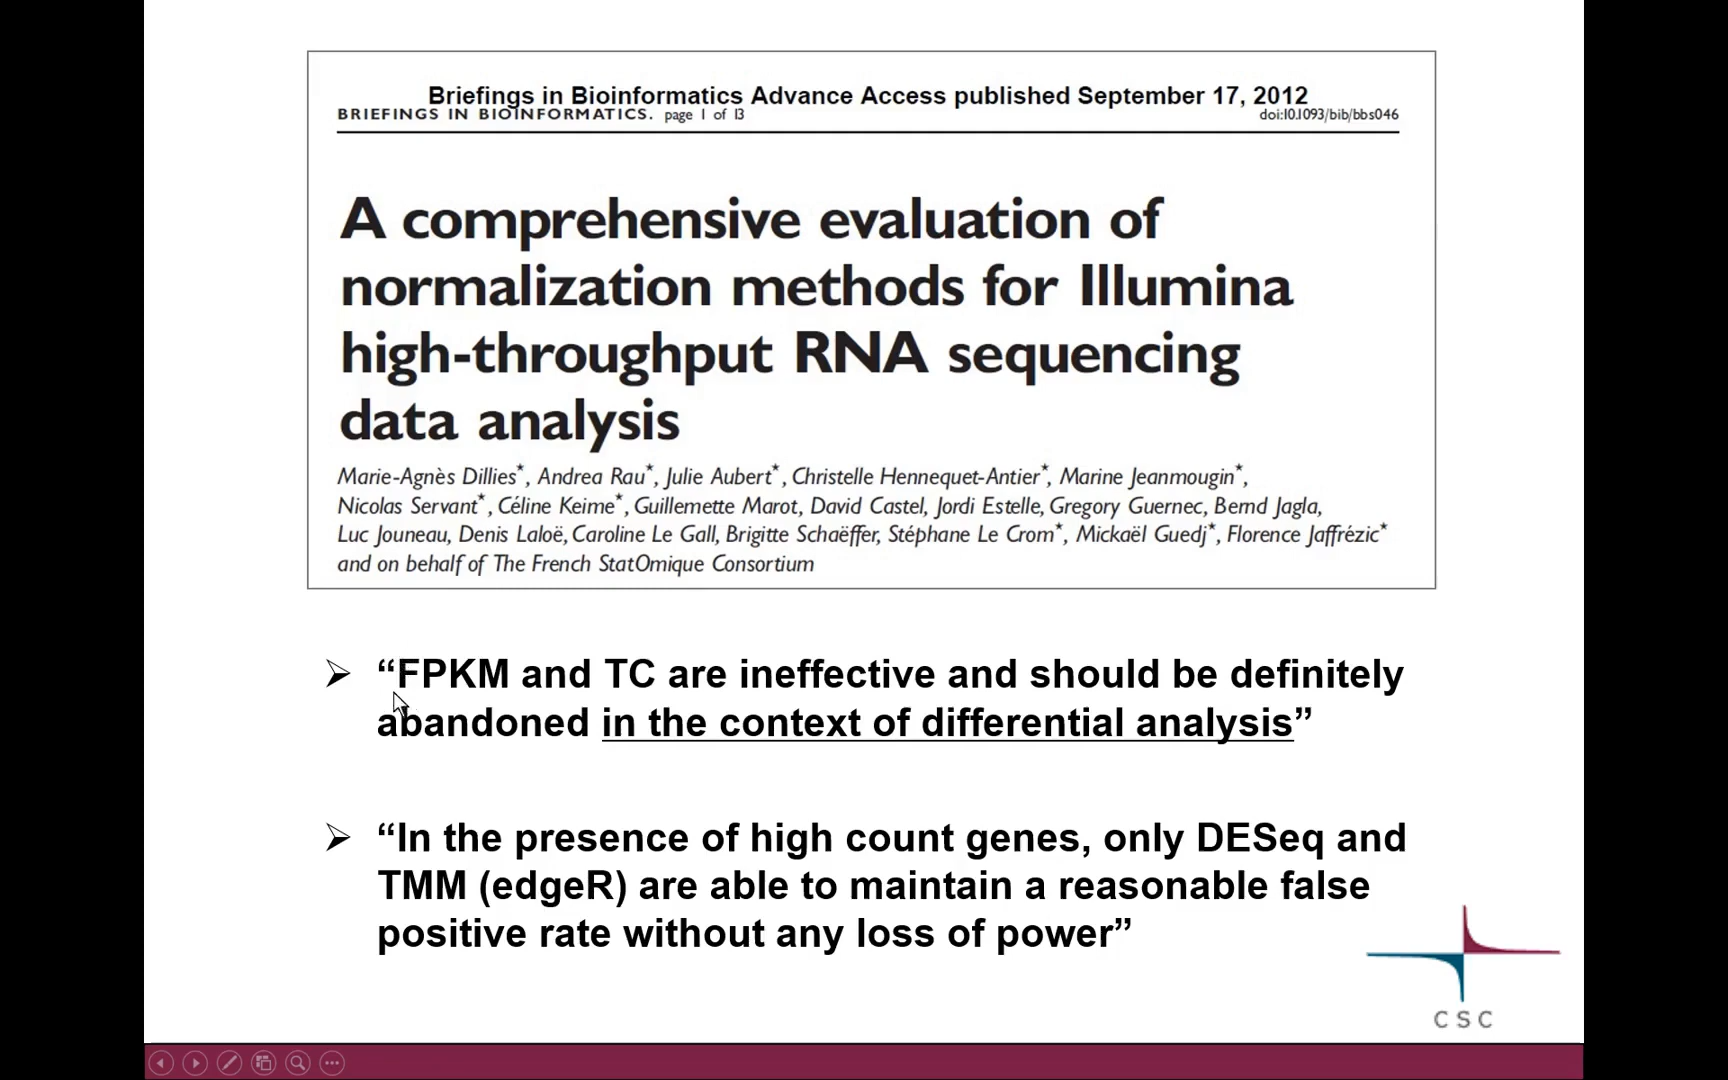 Briefings in Bioinformatics Advance Access published September 17, 2012
BRIEFINGS IN BIOINFORMATICS. page 1 of 13
doi:10.1093/bib/bbs046
A comprehensive evaluation of
normalization methods for Illumina
high-throughput RNA sequencing
data analysis
Marie-Agnès Dillies*, Andrea Rau*, Julie Aubert*, Christelle Hennequet-Antier*, Marine Jeanmougin*,
Nicolas Servant*, Céline Keime*, Guillemette Marot, David Castel, Jordi Estelle, Gregory Guernec, Bernd Jagla,
Luc Jouneau, Denis Laloë, Caroline Le Gall, Brigitte Schaëffer, Stéphane Le Crom*, Mickaël Guedj*, Florence Jaffrézic*
and on behalf of The French StatOmique Consortium
➢ “FPKM and TC are ineffective and should be definitely
abandoned in the context of differential analysis”
➢ “In the presence of high count genes, only DESeq and
TMM (edgeR) are able to maintain a reasonable false
positive rate without any loss of power”
CSC